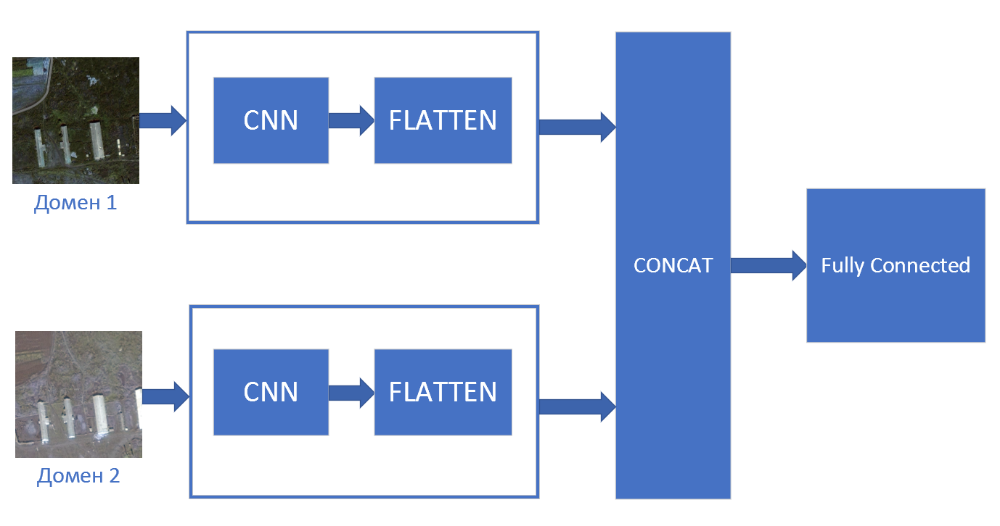 CNN
FLATTEN
Домен 1
CONCAT
Fully Connected
CNN
FLATTEN
Домен 2